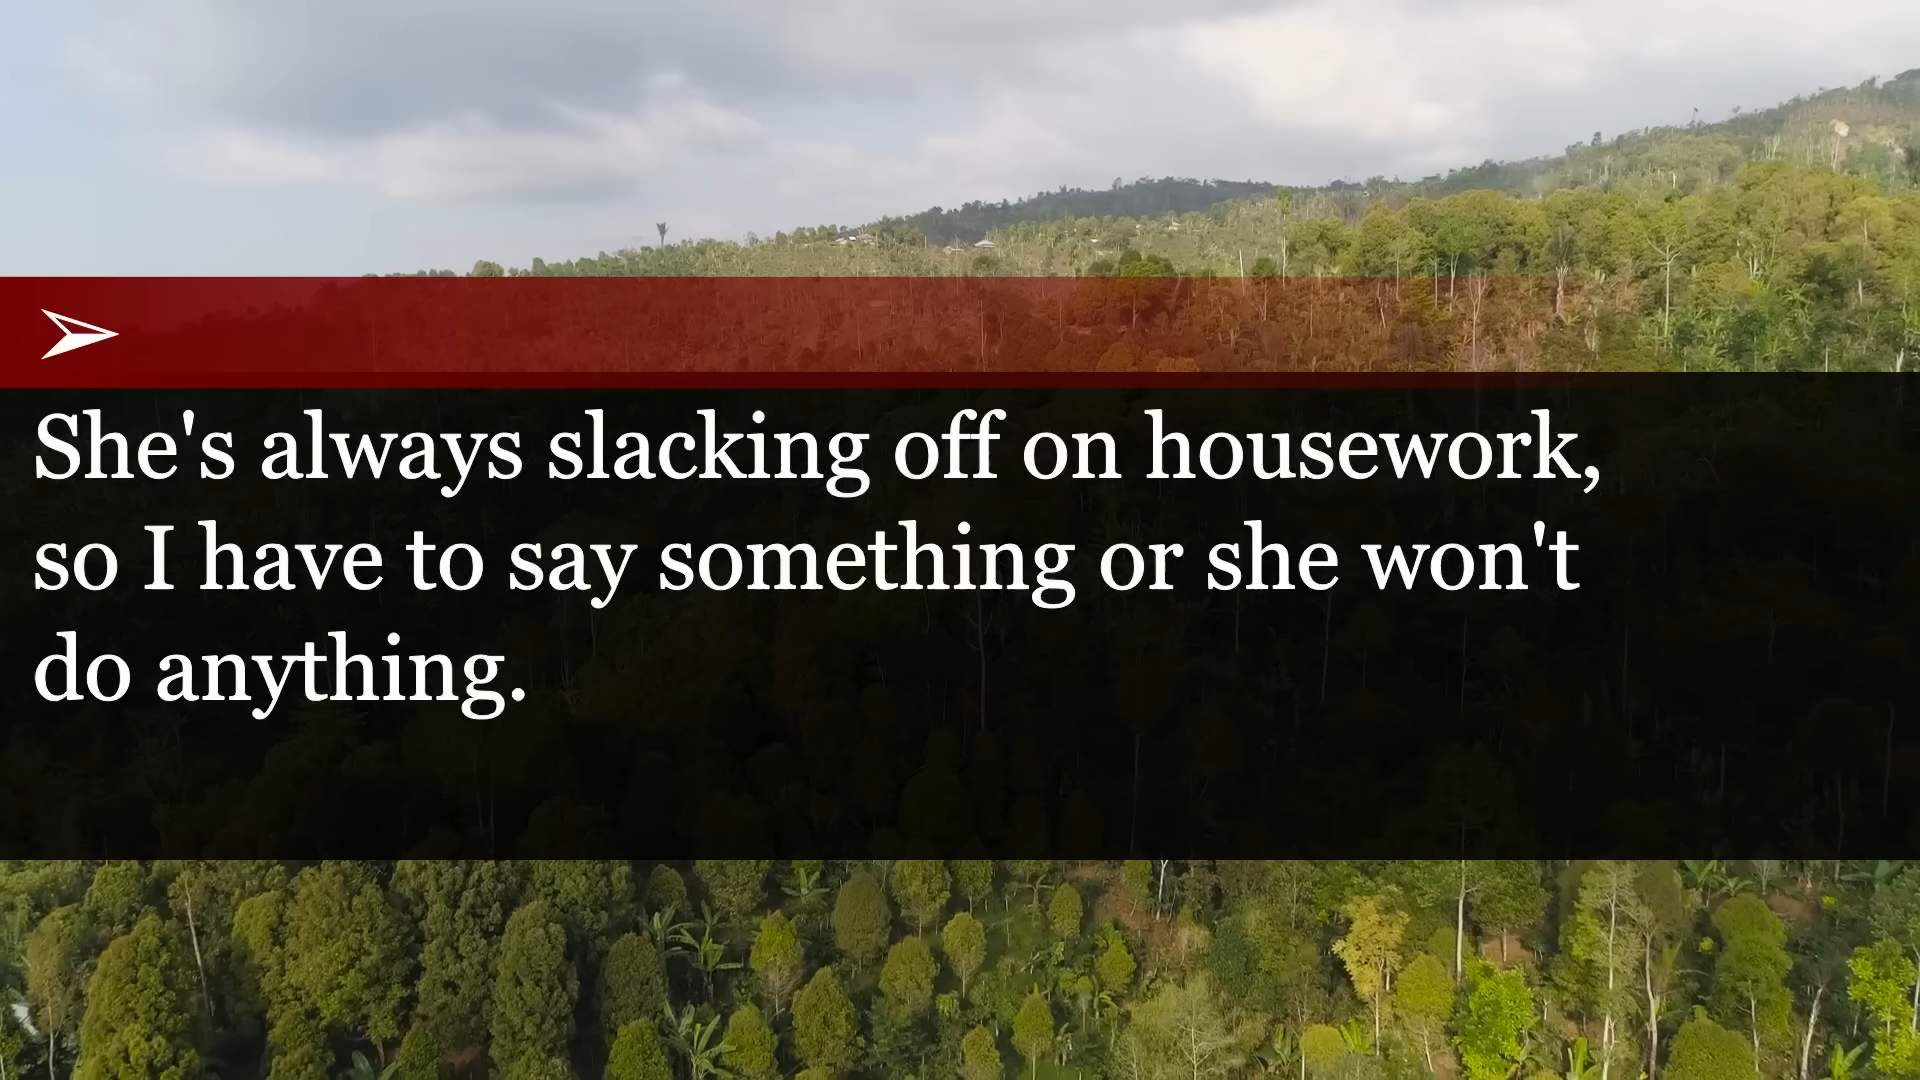 She's always slacking off on housework,
so I have to say something or she won't
do anything.